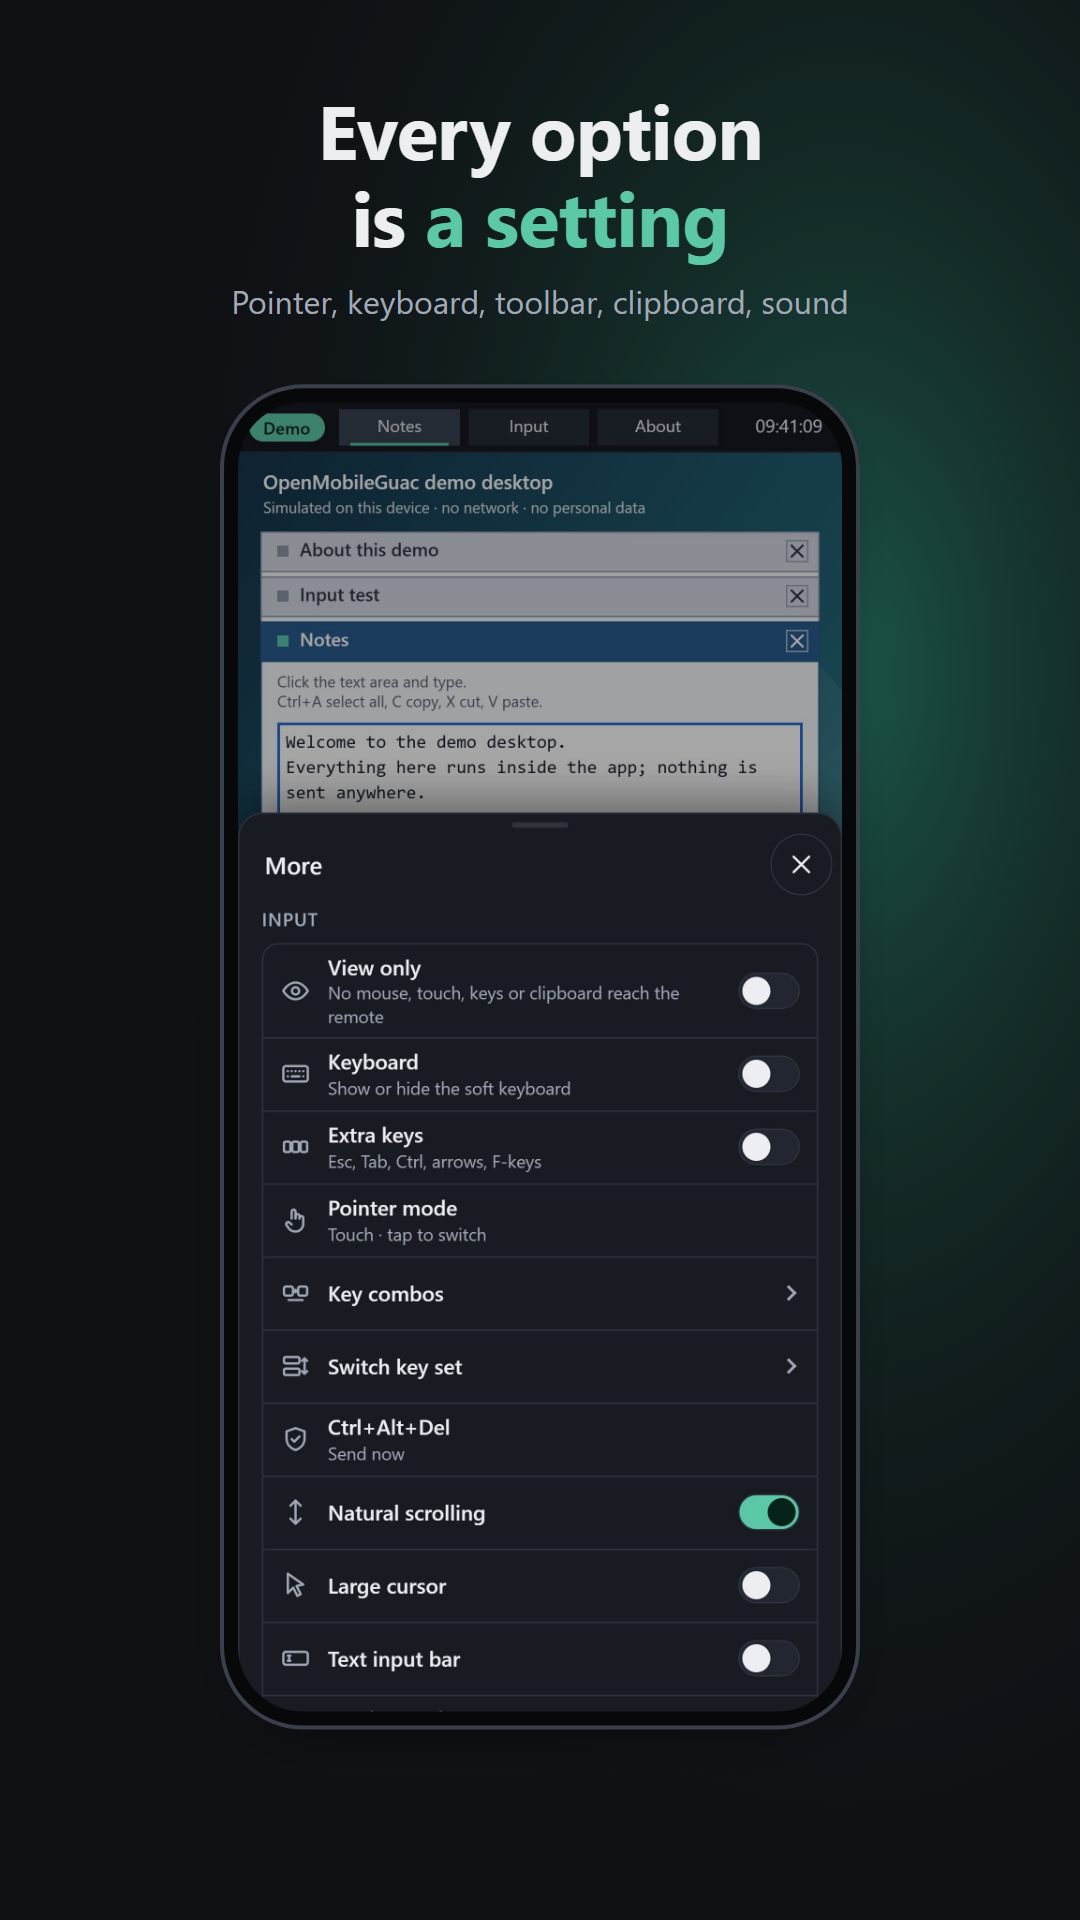 Every option
is a setting
Pointer, keyboard, toolbar, clipboard, sound
Demo
Notes
Input
About
09:41:09
OpenMobileGuac demo desktop
Simulated on this device · no network · no personal data
About this demo
Input test
Notes
Click the text area and type.
Ctrl+A select all, C copy, X cut, V paste.
Welcome to the demo desktop.
Everything here runs inside the app; nothing is
sent anywhere.
More
INPUT
View only
No mouse, touch, keys or clipboard reach the
remote
Keyboard
Show or hide the soft keyboard
Extra keys
Esc, Tab, Ctrl, arrows, F-keys
Pointer mode
Touch · tap to switch
Key combos
Switch key set
Ctrl+Alt+Del
Send now
Natural scrolling
Large cursor
Text input bar